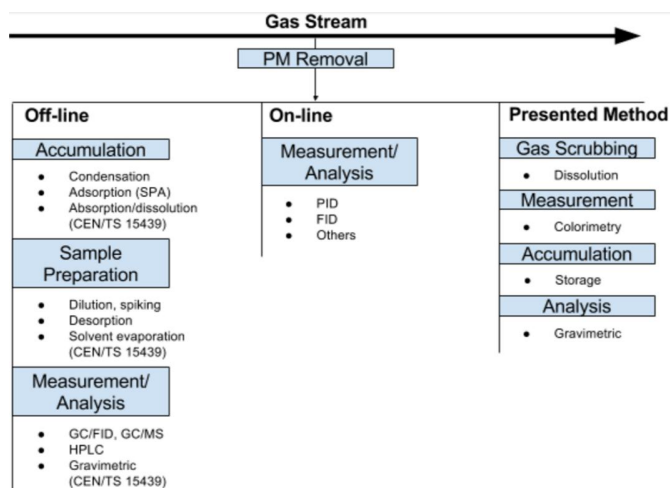 Gas Stream
PM Removal
Off-line
Accumulation
● Condensation
● Adsorption (SPA)
● Absorption/dissolution
(CEN/TS 15439)
Sample
Preparation
● Dilution, spiking
● Desorption
● Solvent evaporation
(CEN/TS 15439)
Measurement/
Analysis
● GC/FID, GC/MS
● HPLC
● Gravimetric
(CEN/TS 15439)
On-line
Measurement/
Analysis
● PID
● FID
● Others
Presented Method
Gas Scrubbing
● Dissolution
Measurement
● Colorimetry
Accumulation
● Storage
Analysis
● Gravimetric